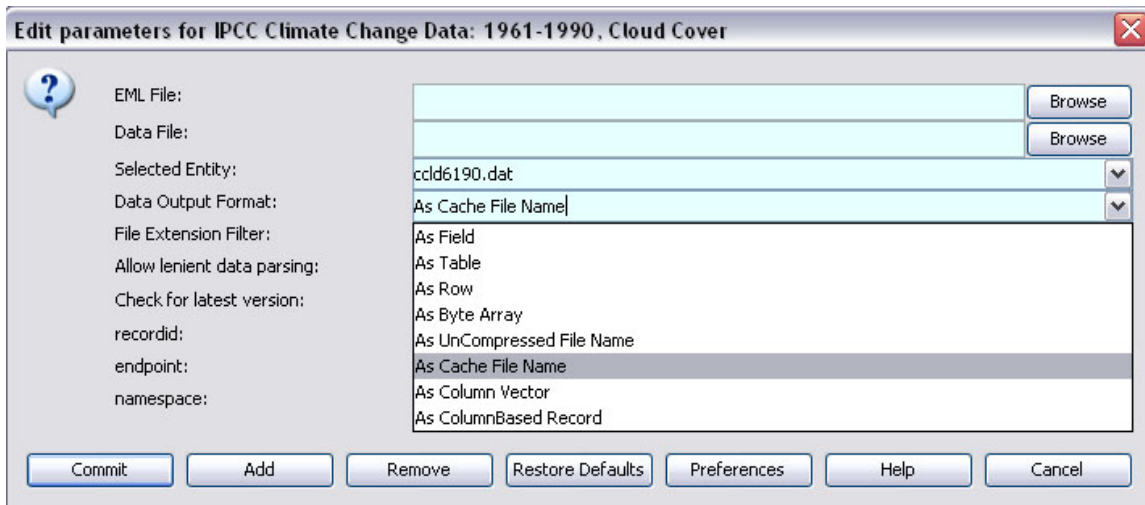 Edit parameters for IPCC Climate Change Data: 1961-1990, Cloud Cover
EML File:
Browse
Data File:
Browse
Selected Entity:
ccld6190.dat
Data Output Format:
As Cache File Name
File Extension Filter:
As Field
Allow lenient data parsing:
As Table
Check for latest version:
As Row
recordid:
As Byte Array
endpoint:
As UnCompressed File Name
namespace:
As Cache File Name
As Column Vector
As ColumnBased Record
Commit
Add
Remove
Restore Defaults
Preferences
Help
Cancel